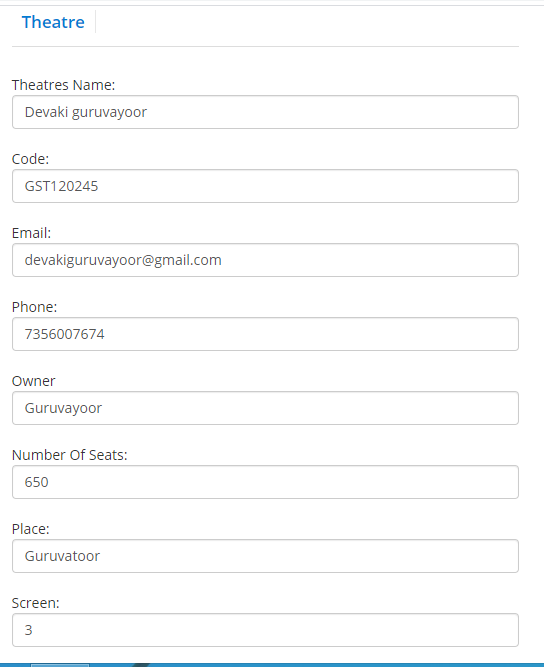 Theatre
Theatres Name:
Devaki guruvayoor
Code:
GST120245
Email:
devakiguruvayoor@gmail.com
Phone:
7356007674
Owner
Guruvayoor
Number Of Seats:
650
Place:
Guruvatoor
Screen:
3